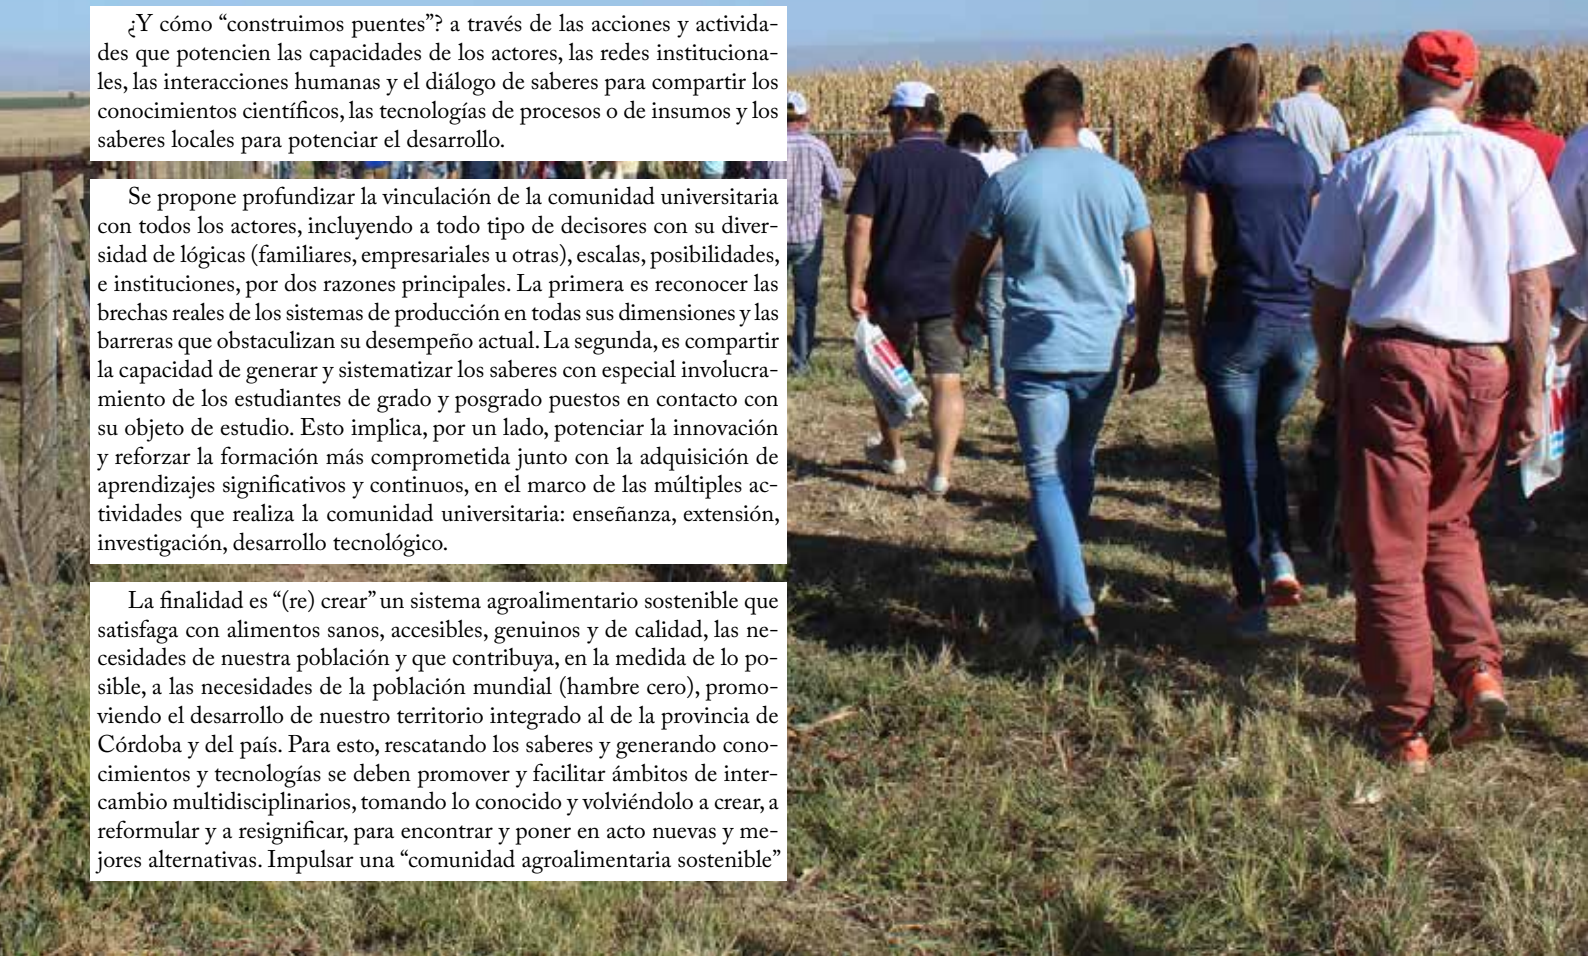 ¿Y cómo “construimos puentes”? a través de las acciones y activida-
des que potencien las capacidades de los actores, las redes instituciona-
les, las interacciones humanas y el diálogo de saberes para compartir los
conocimientos científicos, las tecnologías de procesos o de insumos y los
saberes locales para potenciar el desarrollo.
Se propone profundizar la vinculación de la comunidad universitaria
con todos los actores, incluyendo a todo tipo de decisores con su diver-
sidad de lógicas (familiares, empresariales u otras), escalas, posibilidades,
e instituciones, por dos razones principales. La primera es reconocer las
brechas reales de los sistemas de producción en todas sus dimensiones y las
barreras que obstaculizan su desempeño actual. La segunda, es compartir
la capacidad de generar y sistematizar los saberes con especial involucra-
miento de los estudiantes de grado y posgrado puestos en contacto con
su objeto de estudio. Esto implica, por un lado, potenciar la innovación
y reforzar la formación más comprometida junto con la adquisición de
aprendizajes significativos y continuos, en el marco de las múltiples ac-
tividades que realiza la comunidad universitaria: enseñanza, extensión,
investigación, desarrollo tecnológico.
La finalidad es “(re) crear” un sistema agroalimentario sostenible que
satisfaga con alimentos sanos, accesibles, genuinos y de calidad, las ne-
cesidades de nuestra población y que contribuya, en la medida de lo po-
sible, a las necesidades de la población mundial (hambre cero), promo-
viendo el desarrollo de nuestro territorio integrado al de la provincia de
Córdoba y del país. Para esto, rescatando los saberes y generando cono-
cimientos y tecnologías se deben promover y facilitar ámbitos de inter-
cambio multidisciplinarios, tomando lo conocido y volviéndolo a crear, a
reformular y a resignificar, para encontrar y poner en acto nuevas y me-
jores alternativas. Impulsar una “comunidad agroalimentaria sostenible”